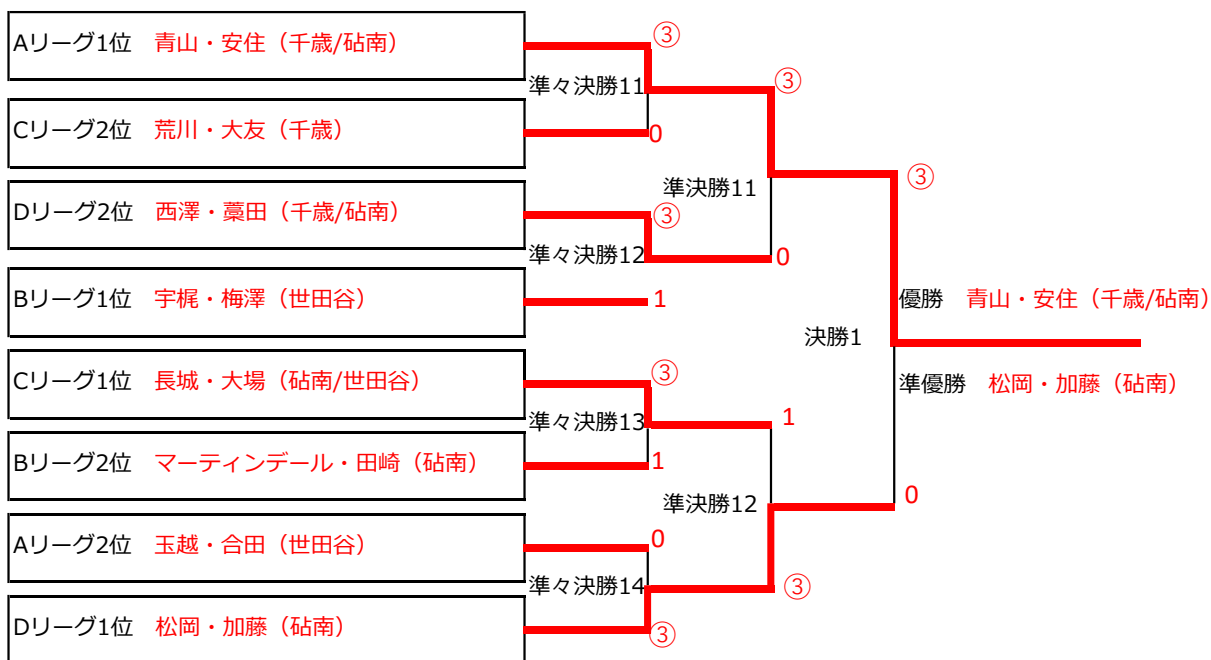 Aリーグ1位 青山・安住（千歳/砧南）
③
準々決勝11
③
Cリーグ2位 荒川・大友（千歳）
0
準決勝11
③
Dリーグ2位 西澤・藁田（千歳/砧南）
③
準々決勝12
0
Bリーグ1位 宇梶・梅澤（世田谷）
1
優勝 青山・安住（千歳/砧南）
決勝1
Cリーグ1位 長城・大場（砧南/世田谷）
③
準優勝 松岡・加藤（砧南）
準々決勝13
1
Bリーグ2位 マーティンデール・田崎（砧南）
1
準決勝12
0
Aリーグ2位 玉越・合田（世田谷）
0
準々決勝14
③
Dリーグ1位 松岡・加藤（砧南）
③